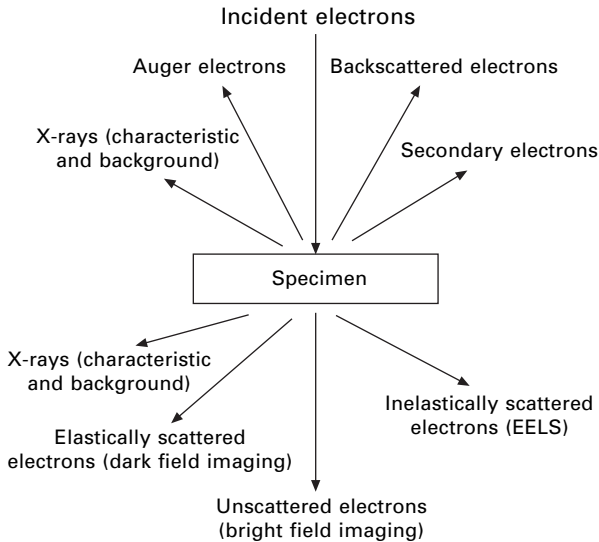 Incident electrons
Auger electrons
Backscattered electrons
X-rays (characteristic
and background)
Secondary electrons
Specimen
X-rays (characteristic
and background)
Inelastically scattered
electrons (EELS)
Elastically scattered
electrons (dark field imaging)
Unscattered electrons
(bright field imaging)